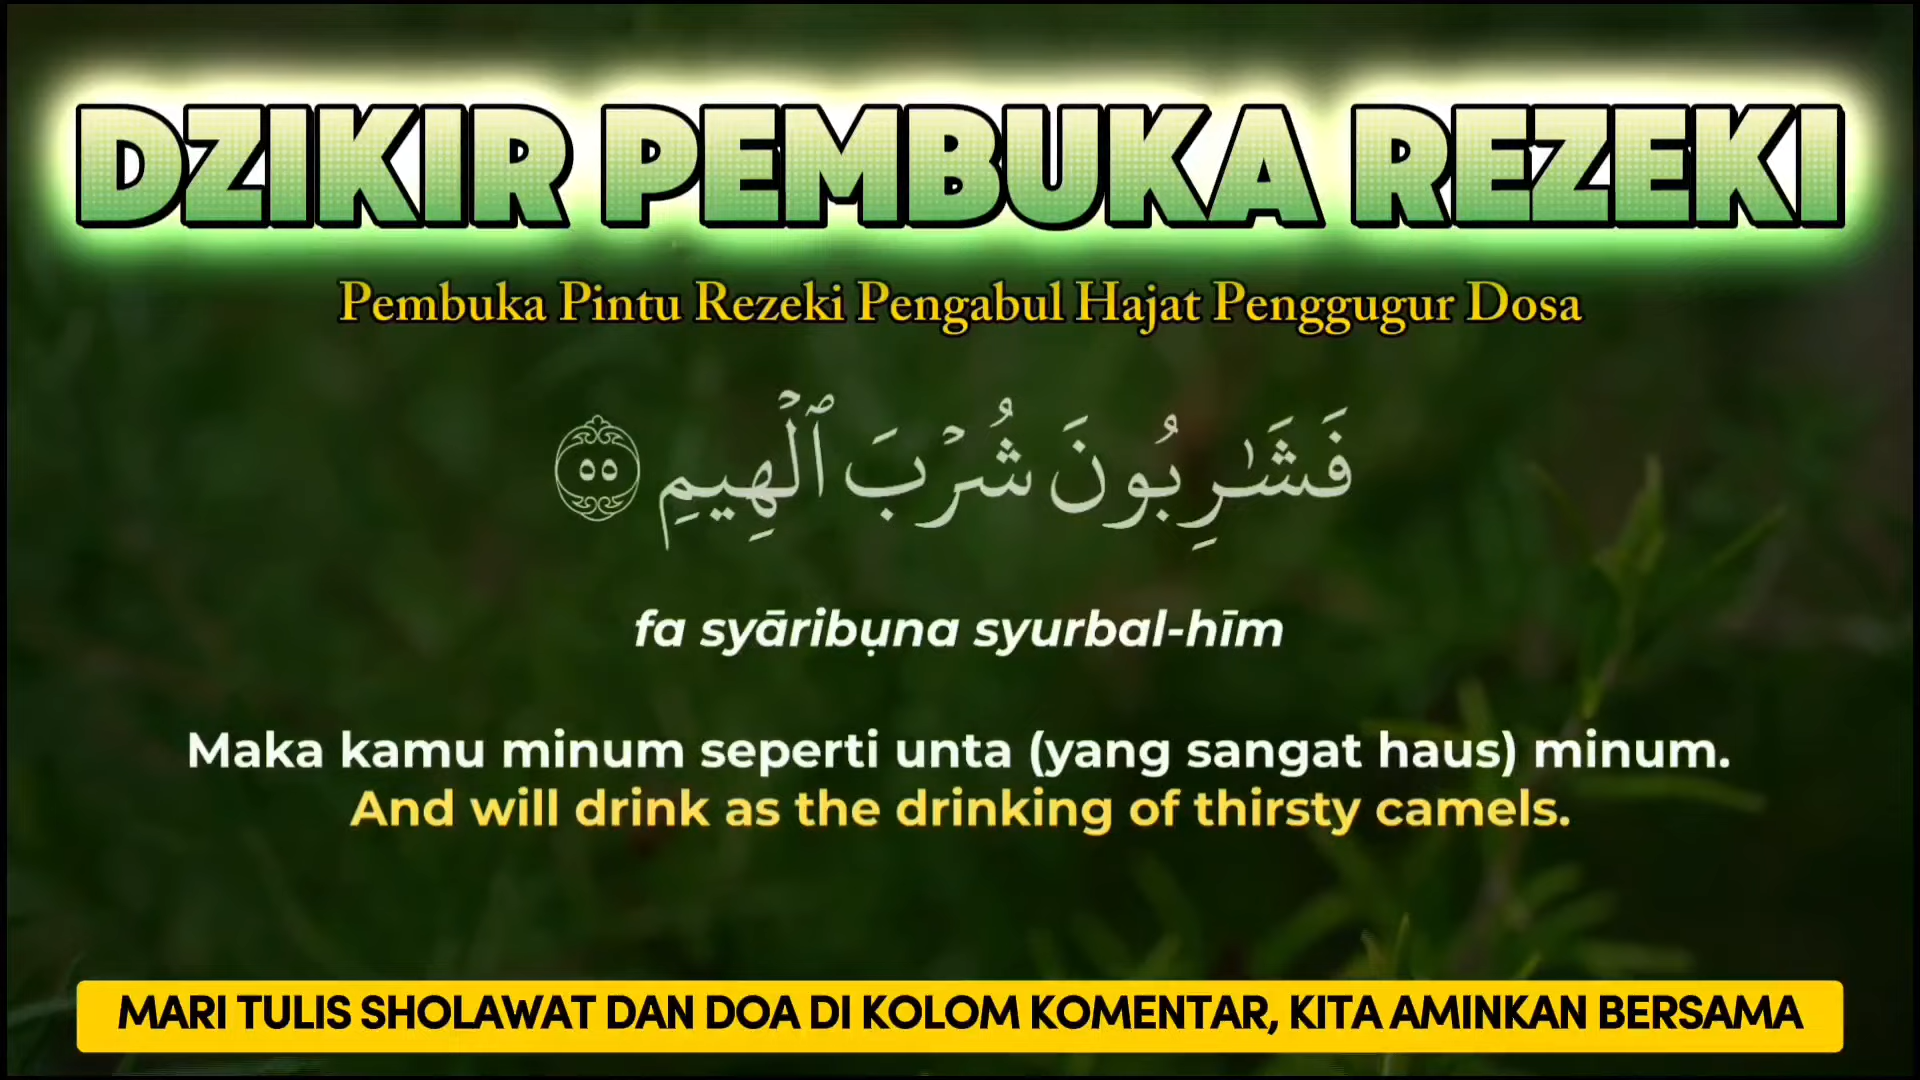 DZIKIR PEMBUKA REZEKI
Pembuka Pintu Rezeki Pengabul Hajat Penggugur Dosa
فَشَٰرِبُونَ شُرْبَ ٱلْهِيمِ ٥٥
fa syāribụna syurbal-hīm
Maka kamu minum seperti unta (yang sangat haus) minum.
And will drink as the drinking of thirsty camels.
MARI TULIS SHOLAWAT DAN DOA DI KOLOM KOMENTAR, KITA AMINKAN BERSAMA